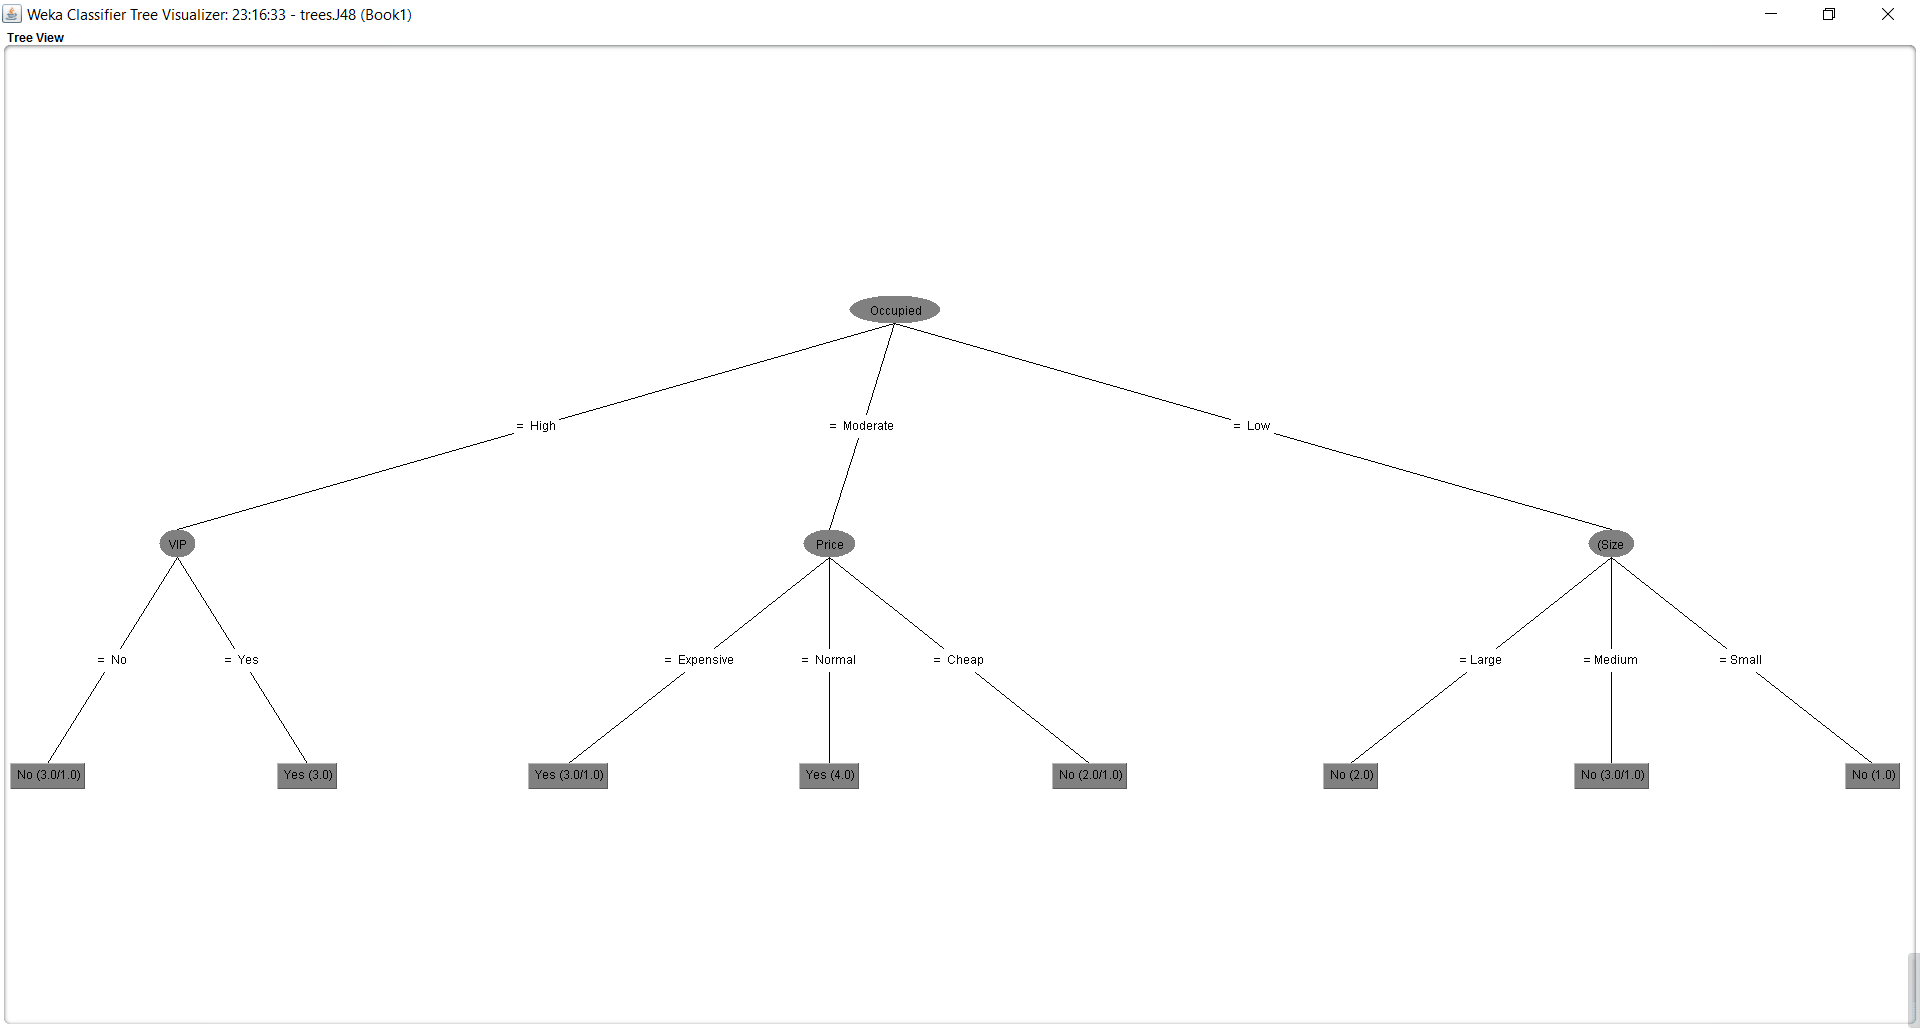 Weka Classifier Tree Visualizer: 23:16:33 - trees.J48 (Book1)
Tree View
Occupied
= High
= Moderate
= Low
VIP
Price
(Size
= No
= Yes
= Expensive
= Normal
= Cheap
= Large
= Medium
= Small
No (3.0/1.0)
Yes (3.0)
Yes (3.0/1.0)
Yes (4.0)
No (2.0/1.0)
No (2.0)
No (3.0/1.0)
No (1.0)